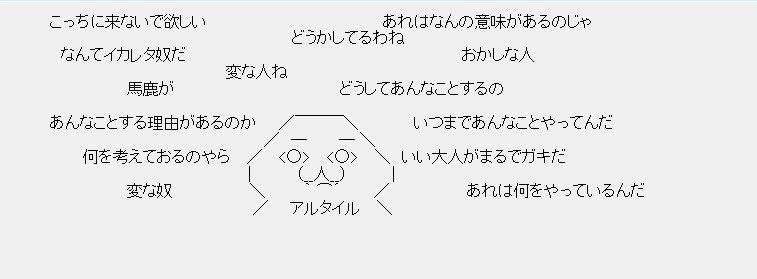 こっちに来ないで欲しい
あれはなんの意味があるのじゃ
どうかしてるわね
なんてイカレタ奴だ
おかしな人
変な人ね
馬鹿が
どうしてあんなことするの
あんなことする理由があるのか
いつまであんなことやってんだ
何を考えておるのやら
いい大人がまるでガキだ
変な奴
あれは何をやっているんだ
アルタイル